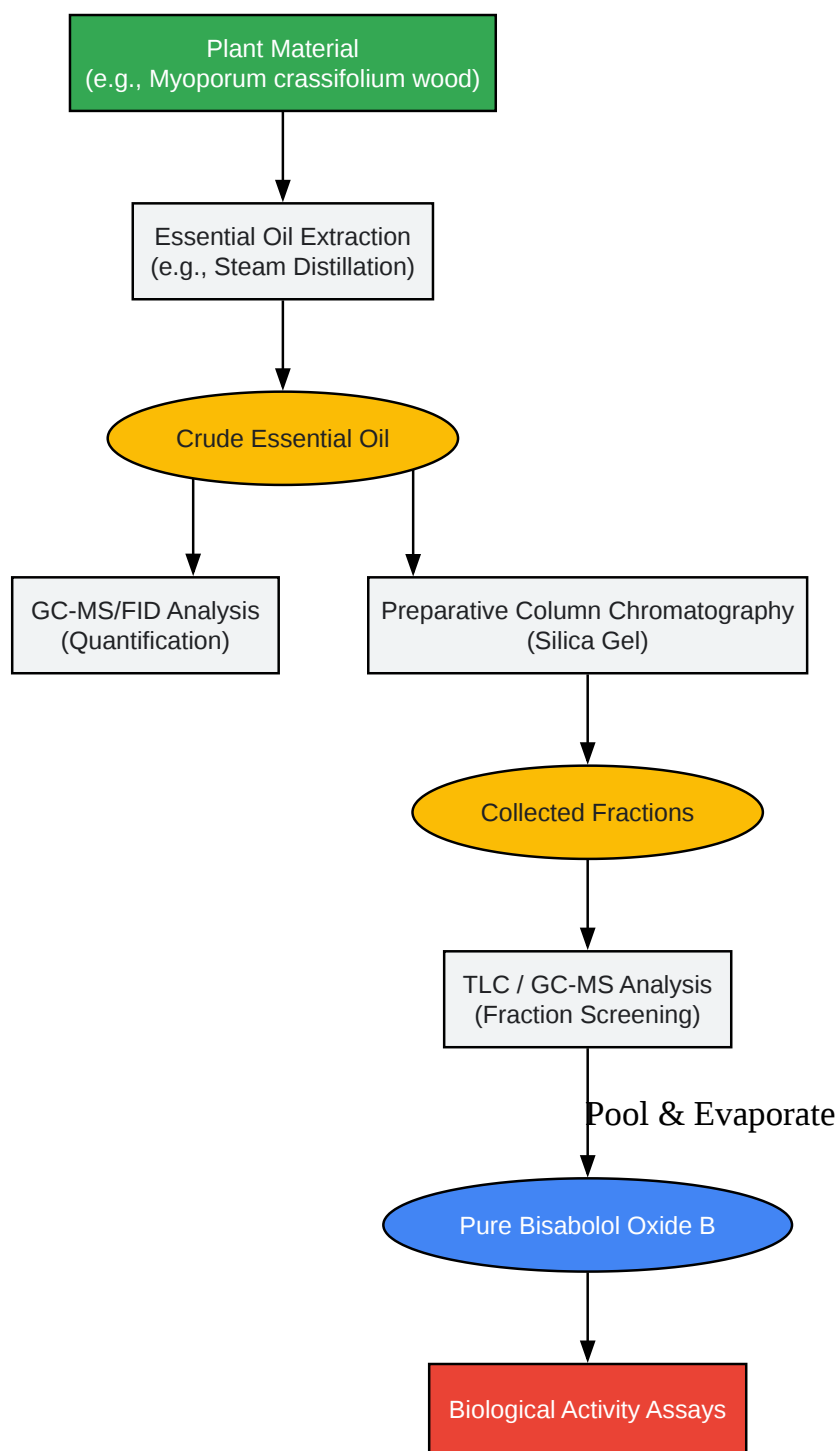 Plant Material
(e.g., Myoporum crassifolium wood)
Essential Oil Extraction
(e.g., Steam Distillation)
Crude Essential Oil
GC-MS/FID Analysis
(Quantification)
Preparative Column Chromatography
(Silica Gel)
Collected Fractions
TLC / GC-MS Analysis
(Fraction Screening)
Pool & Evaporate
Pure Bisabolol Oxide B
Biological Activity Assays